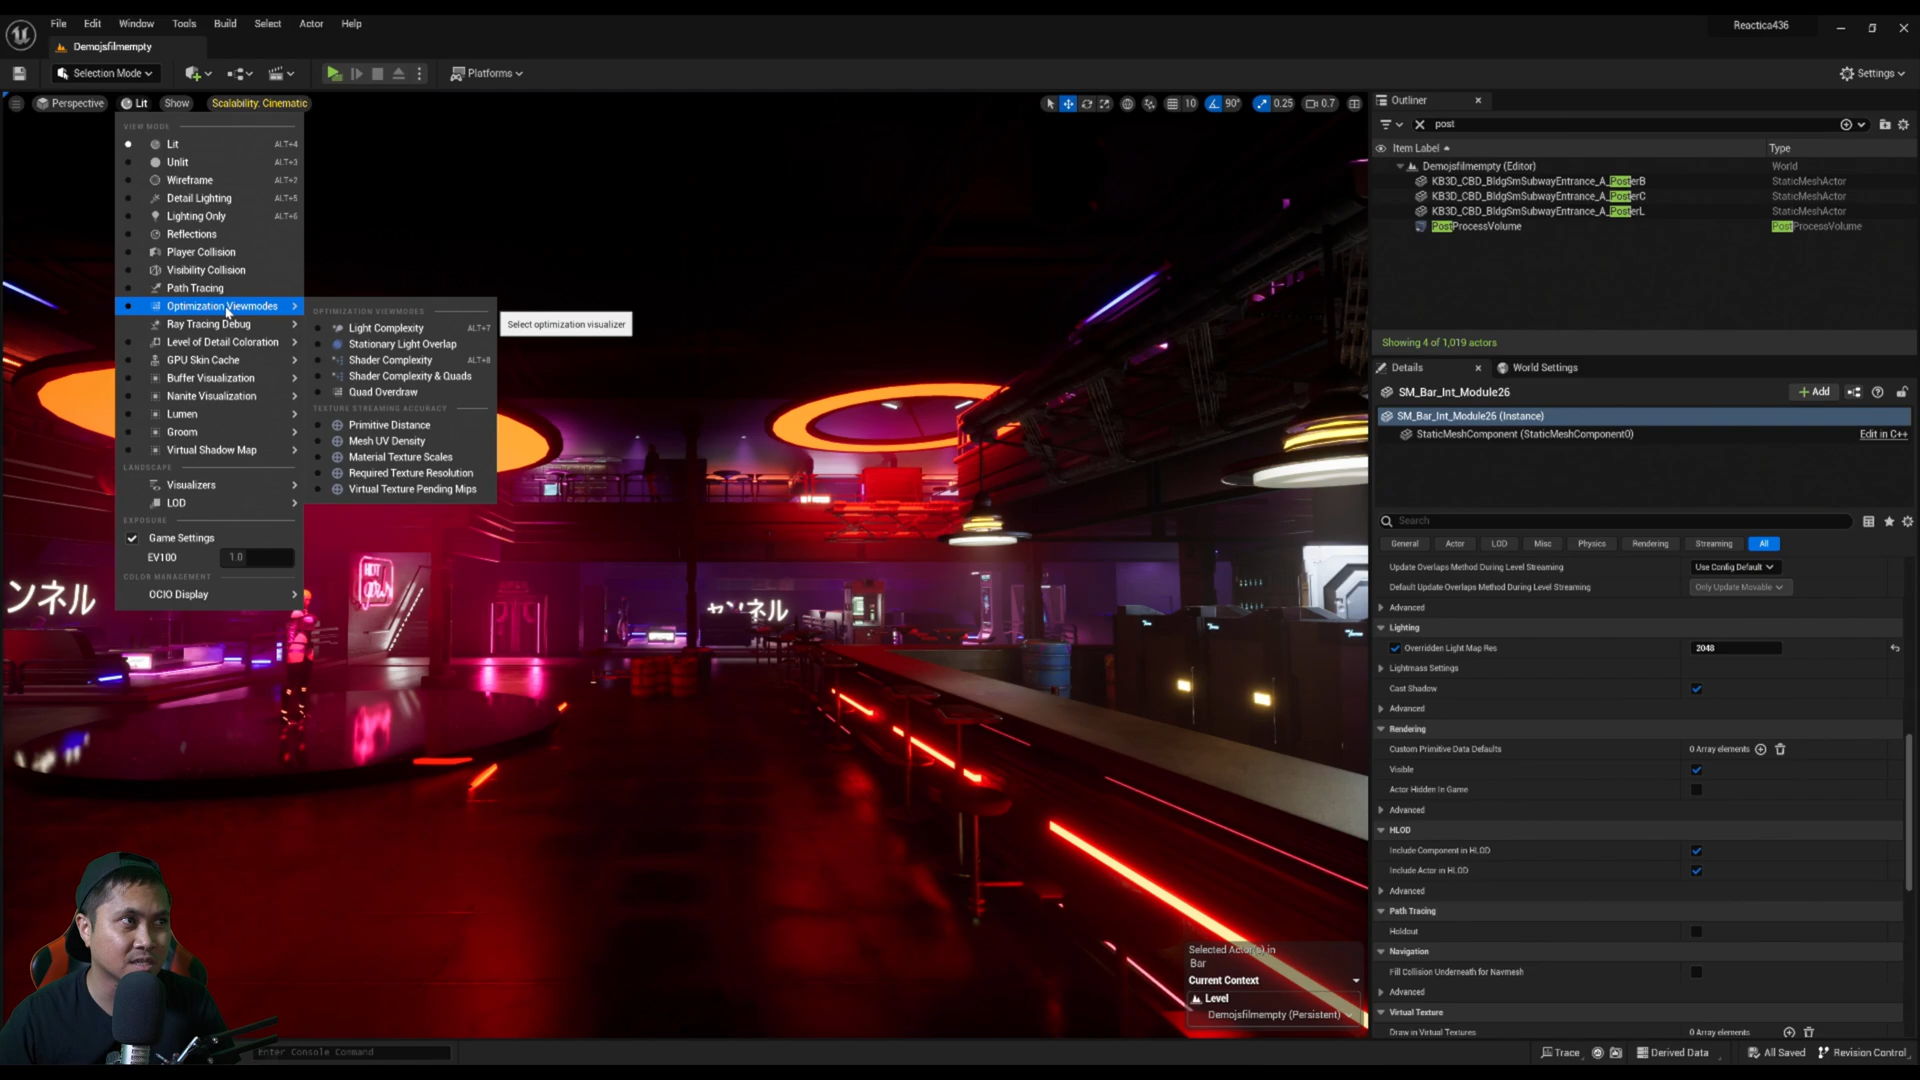 File Edit Window Tools Build Select Actor Help
Reactica436
Demojsfilmempty
Selection Mode
Platforms
Settings
Perspective Lit Show Scalability: Cinematic
10 90° 0.25 0.7
VIEW MODE
Lit ALT+4
Unlit ALT+3
Wireframe ALT+2
Detail Lighting ALT+5
Lighting Only ALT+6
Reflections
Player Collision
Visibility Collision
Path Tracing
Optimization Viewmodes
Ray Tracing Debug
Level of Detail Coloration
GPU Skin Cache
Buffer Visualization
Nanite Visualization
Lumen
Groom
Virtual Shadow Map
LANDSCAPE
Visualizers
LOD
EXPOSURE
Game Settings
EV100 1.0
COLOR MANAGEMENT
OCIO Display
OPTIMIZATION VIEWMODES
Light Complexity ALT+7
Stationary Light Overlap
Shader Complexity ALT+8
Shader Complexity & Quads
Quad Overdraw
TEXTURE STREAMING ACCURACY
Primitive Distance
Mesh UV Density
Material Texture Scales
Required Texture Resolution
Virtual Texture Pending Mips
Select optimization visualizer
ンネル
HOT
ャンネル
Selected Actor(s) in
Bar
Current Context
Level
Demojsfilmempty (Persistent)
Enter Console Command
Outliner
post
Item Label Type
Demojsfilmempty (Editor) World
KB3D_CBD_BldgSmSubwayEntrance_A_PosterB StaticMeshActor
KB3D_CBD_BldgSmSubwayEntrance_A_PosterC StaticMeshActor
KB3D_CBD_BldgSmSubwayEntrance_A_PosterL StaticMeshActor
PostProcessVolume PostProcessVolume
Showing 4 of 1,019 actors
Details World Settings
SM_Bar_Int_Module26
Add
SM_Bar_Int_Module26 (Instance)
StaticMeshComponent (StaticMeshComponent0) Edit in C++
Search
General Actor LOD Misc Physics Rendering Streaming All
Update Overlaps Method During Level Streaming Use Config Default
Default Update Overlaps Method During Level Streaming Only Update Movable
Advanced
Lighting
Overridden Light Map Res 2048
Lightmass Settings
Cast Shadow
Advanced
Rendering
Custom Primitive Data Defaults 0 Array elements
Visible
Actor Hidden In Game
Advanced
HLOD
Include Component in HLOD
Include Actor in HLOD
Advanced
Path Tracing
Holdout
Navigation
Fill Collision Underneath for Navmesh
Advanced
Virtual Texture
Draw in Virtual Textures 0 Array elements
Trace Derived Data All Saved Revision Control